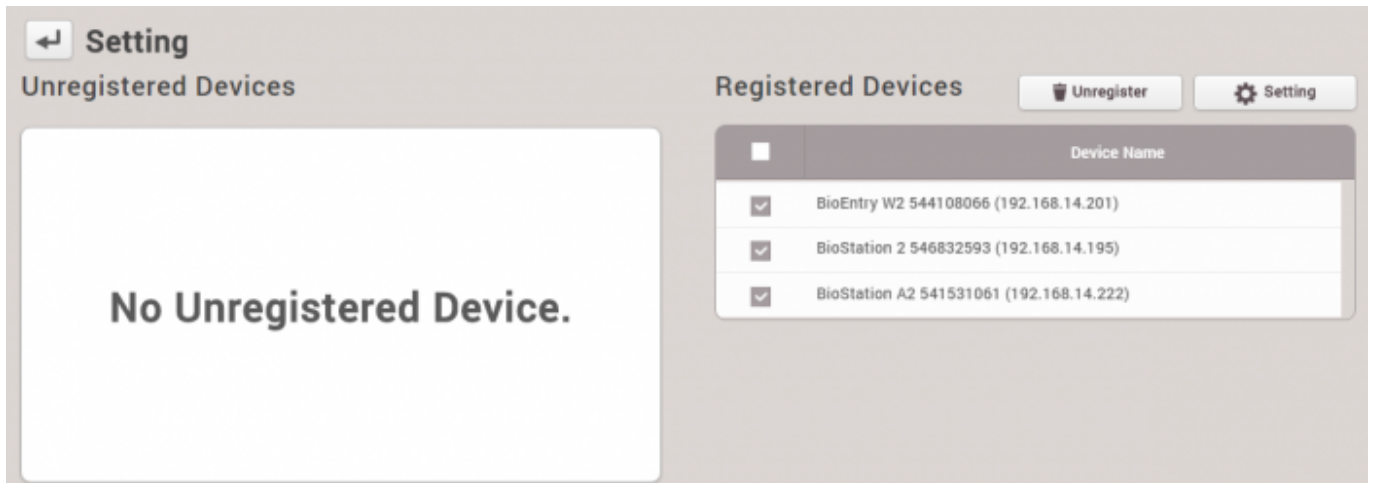 Setting
Unregistered Devices
No Unregistered Device.
Registered Devices
Unregister
Setting
Device Name
BioEntry W2 544108066 (192.168.14.201)
BioStation 2 546832593 (192.168.14.195)
BioStation A2 541531061 (192.168.14.222)